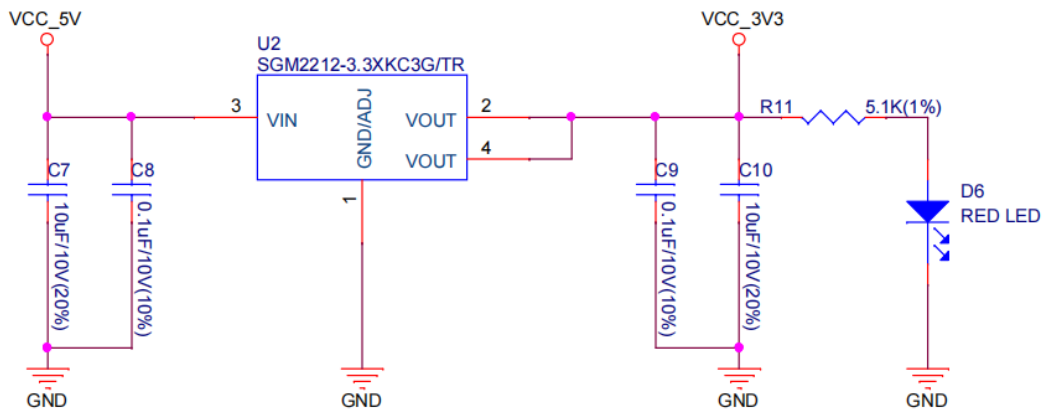 VCC_5V
VCC_3V3
U2
SGM2212-3.3XKC3G/TR
3
VIN
GND/ADJ
VOUT
2
VOUT
4
1
R11
5.1K(1%)
C7
10uF/10V(20%)
C8
0.1uF/10V(10%)
C9
0.1uF/10V(10%)
C10
10uF/10V(20%)
D6
RED LED
GND
GND
GND
GND